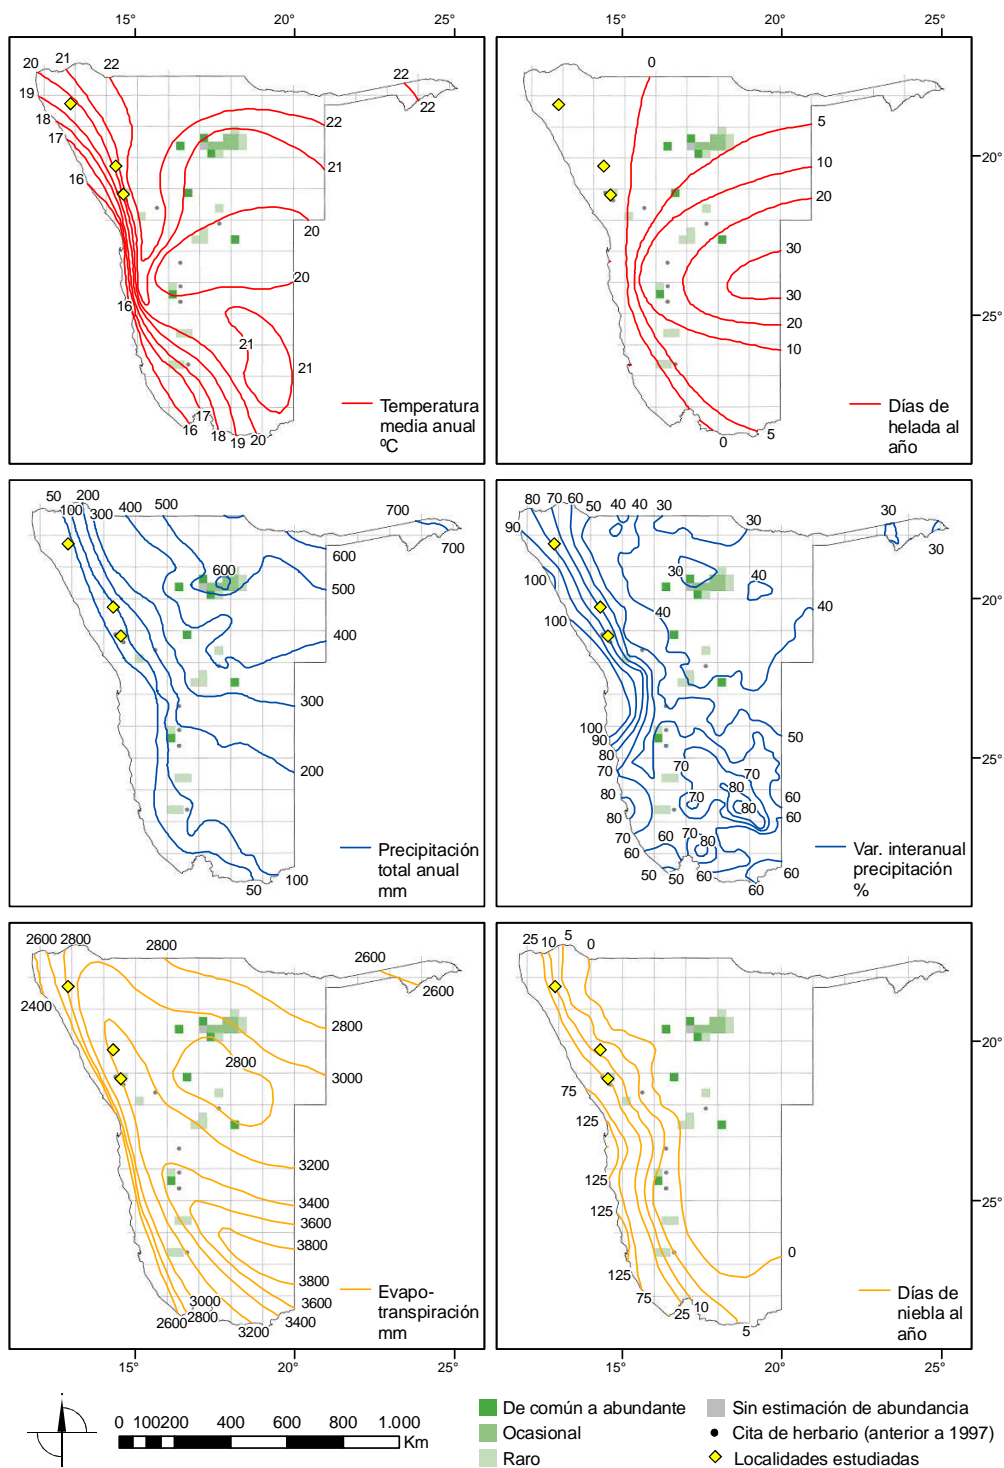 15° 20° 25° 15° 20° 25°
20 21 22
19
18
17
16
22
22
22
21
20
20
16
21
21
17
16 18 19 20
Temperatura
media anual
ºC
0
5
10
20
30
30
20
10
0 5
Días de
helada al
año
20°
25°
50 200 500
100 300 400
700
700
600
600
500
400
300
200
100
50
Precipitación
total anual
mm
80 70 60 50 40 40 30
90
100
100
30
30
30
30
40
40
40
100
90
80
70
50
70 70
80
70 80
60
80
80
60
70 60 70 80
60
50 50 60 60 60
Var. interanual
precipitación
%
20°
25°
2600 2800 2800
2400
2600
2600
2800
2800
3000
3200
3400
3600
3800
3800
3600
3400
3000
2800
2600 3200
Evapo-
transpiración
mm
25 10 5 0
75
125
125
125
125
75 25 10
5
0
Días de
niebla al
año
20°
25°
15° 20° 25° 15° 20° 25°
0 100 200 400 600 800 1.000
Km
De común a abundante
Ocasional
Raro
Sin estimación de abundancia
Cita de herbario (anterior a 1997)
Localidades estudiadas